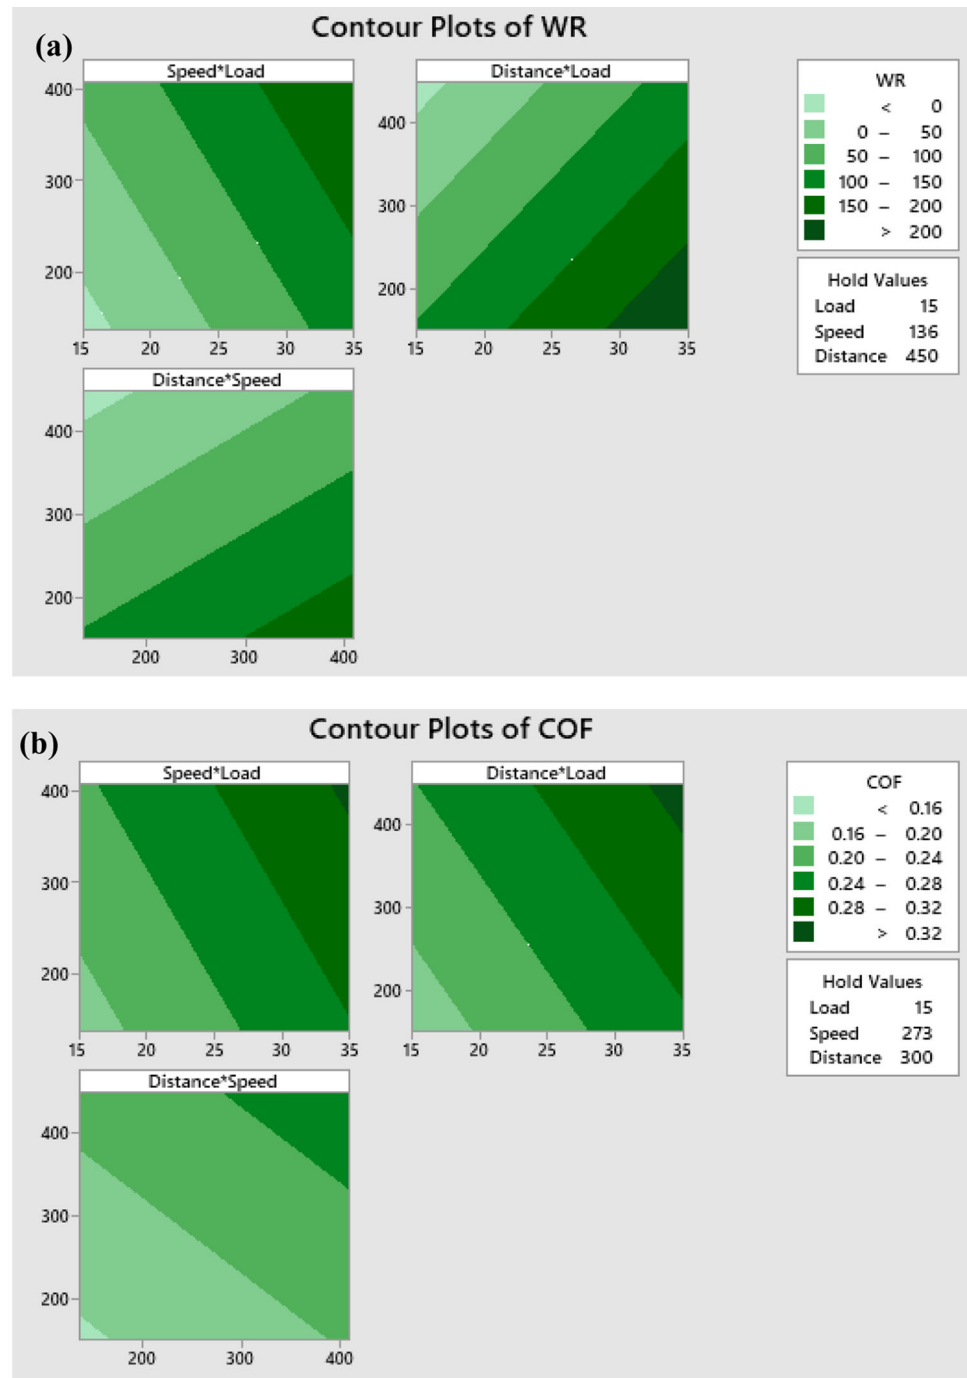 (a)
Contour Plots of WR
Speed*Load
400
300
200
15 20 25 30 35
Distance*Load
400
300
200
15 20 25 30 35
WR
< 0
0 – 50
50 – 100
100 – 150
150 – 200
> 200
Hold Values
Load 15
Speed 136
Distance 450
Distance*Speed
400
300
200
200 300 400
(b)
Contour Plots of COF
Speed*Load
400
300
200
15 20 25 30 35
Distance*Load
400
300
200
15 20 25 30 35
COF
< 0.16
0.16 – 0.20
0.20 – 0.24
0.24 – 0.28
0.28 – 0.32
> 0.32
Hold Values
Load 15
Speed 273
Distance 300
Distance*Speed
400
300
200
200 300 400